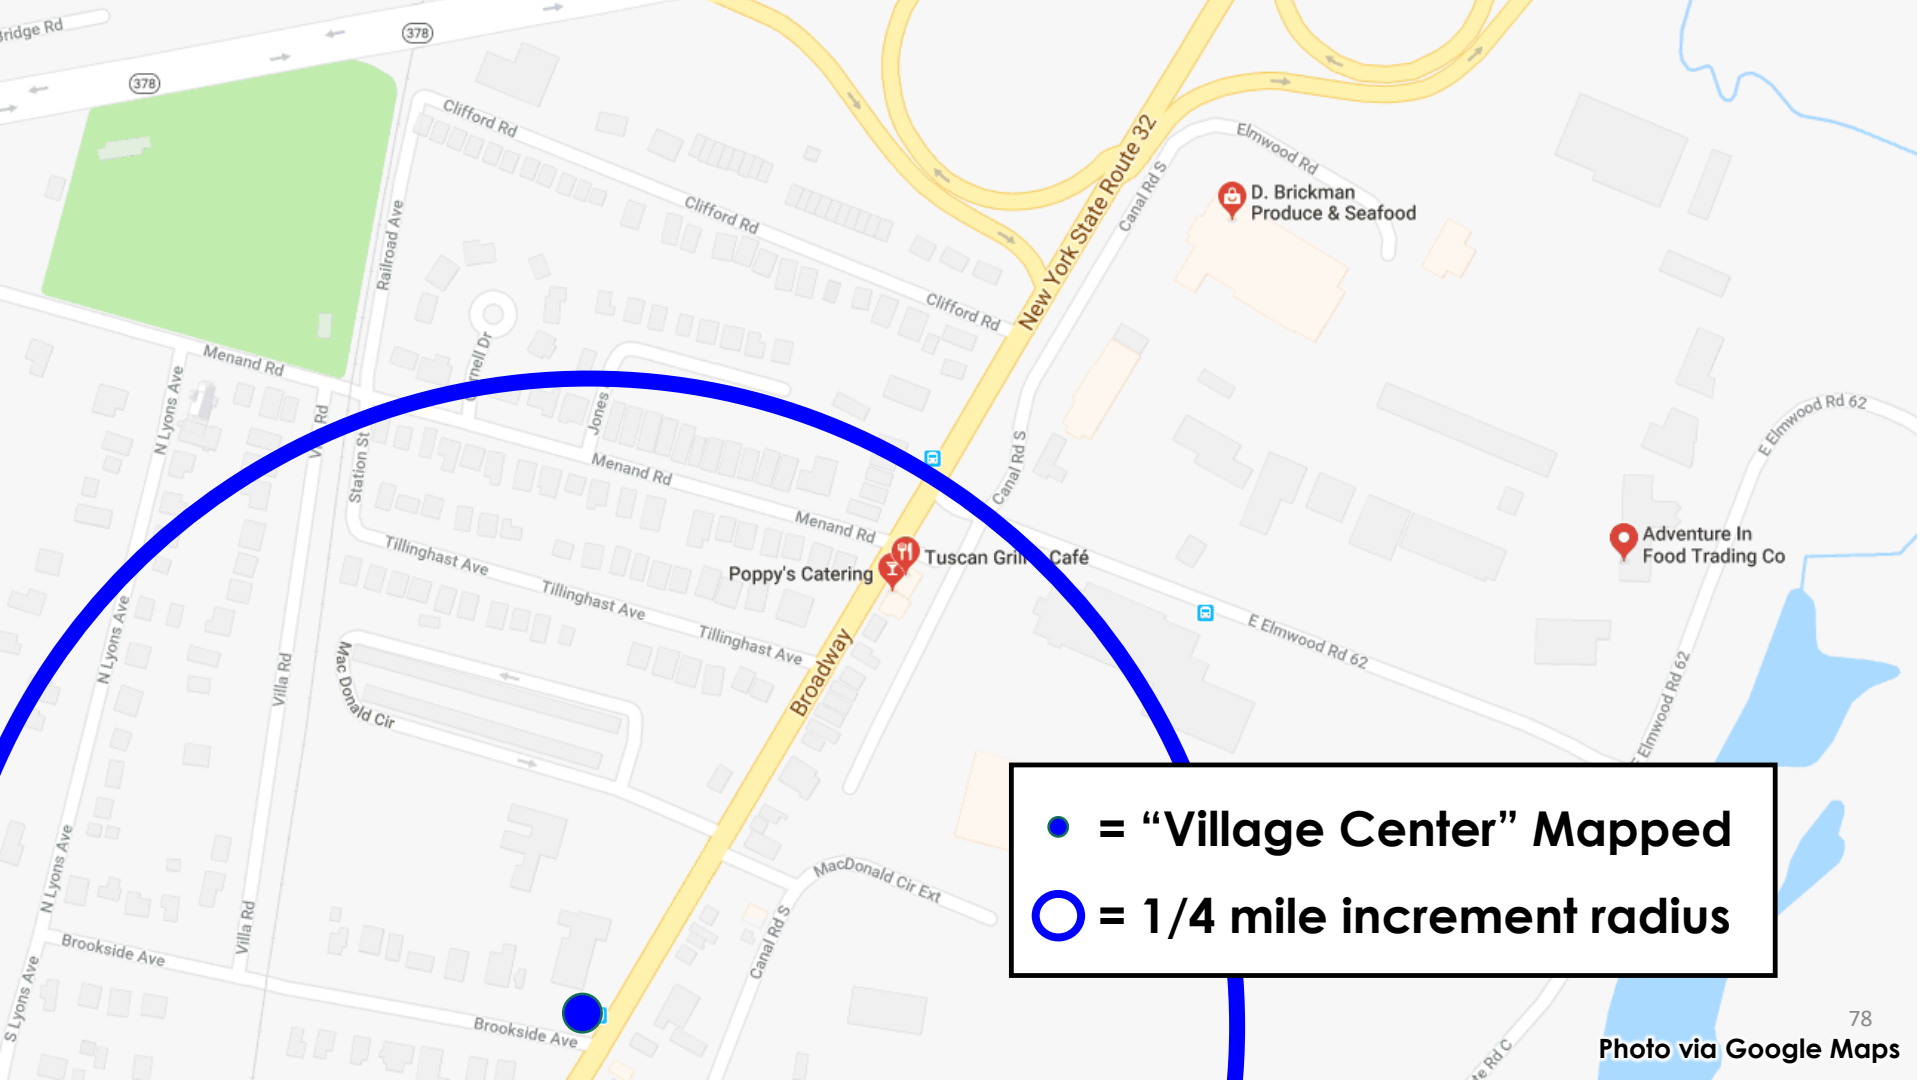 Bridge Rd
378
378
Clifford Rd
Clifford Rd
Clifford Rd
Railroad Ave
New York State Route 32
Canal Rd S
Elmwood Rd
D. Brickman
Produce & Seafood
Menand Rd
N Lyons Ave
Rd
Station St
Jones
Menand Rd
Menand Rd
Canal Rd S
E Elmwood Rd 62
Tuscan Grill Café
Poppy's Catering
Adventure In
Food Trading Co
Tillinghast Ave
Tillinghast Ave
Tillinghast Ave
N Lyons Ave
Villa Rd
Mac Donald Cir
Broadway
E Elmwood Rd 62
Elmwood Rd 62
= “Village Center” Mapped
= 1/4 mile increment radius
MacDonald Cir Ext
Canal Rd S
N Lyons Ave
Villa Rd
Brookside Ave
S Lyons Ave
Brookside Ave
Rd C
78
Photo via Google Maps